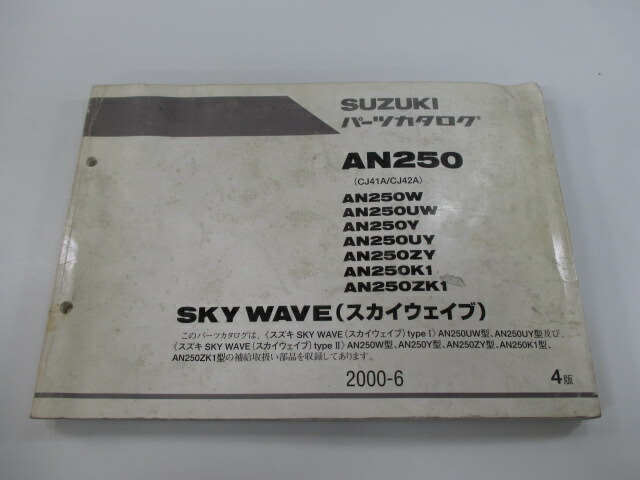 SUZUKI
パーツカタログ
AN250
(CJ41A/CJ42A)
AN250W
AN250UW
AN250Y
AN250UY
AN250ZY
AN250K1
AN250ZK1
SKY WAVE(スカイウェイブ)
このパーツカタログは、《スズキ SKY WAVE(スカイウェイブ) type I》AN250UW型、AN250UY型及び、
《スズキ SKY WAVE(スカイウェイブ) type II》AN250W型、AN250Y型、AN250ZY型、AN250K1型、
AN250ZK1型の補給取扱い部品を収録してあります。
2000-6
4版